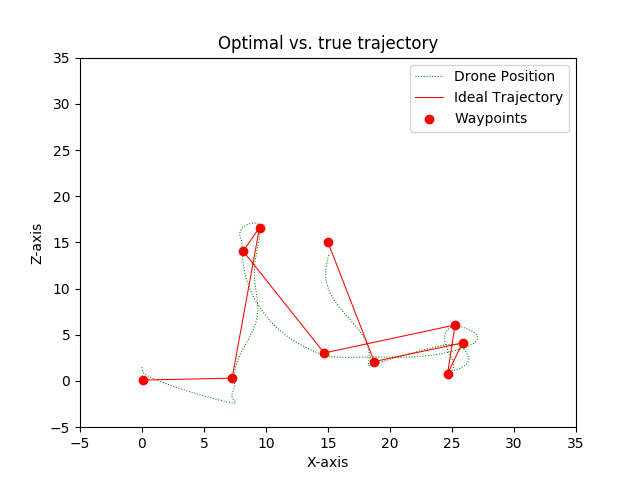 Optimal vs. true trajectory
Drone Position
Ideal Trajectory
Waypoints
35
30
25
20
15
10
5
0
−5
Z-axis
−5 0 5 10 15 20 25 30 35
X-axis